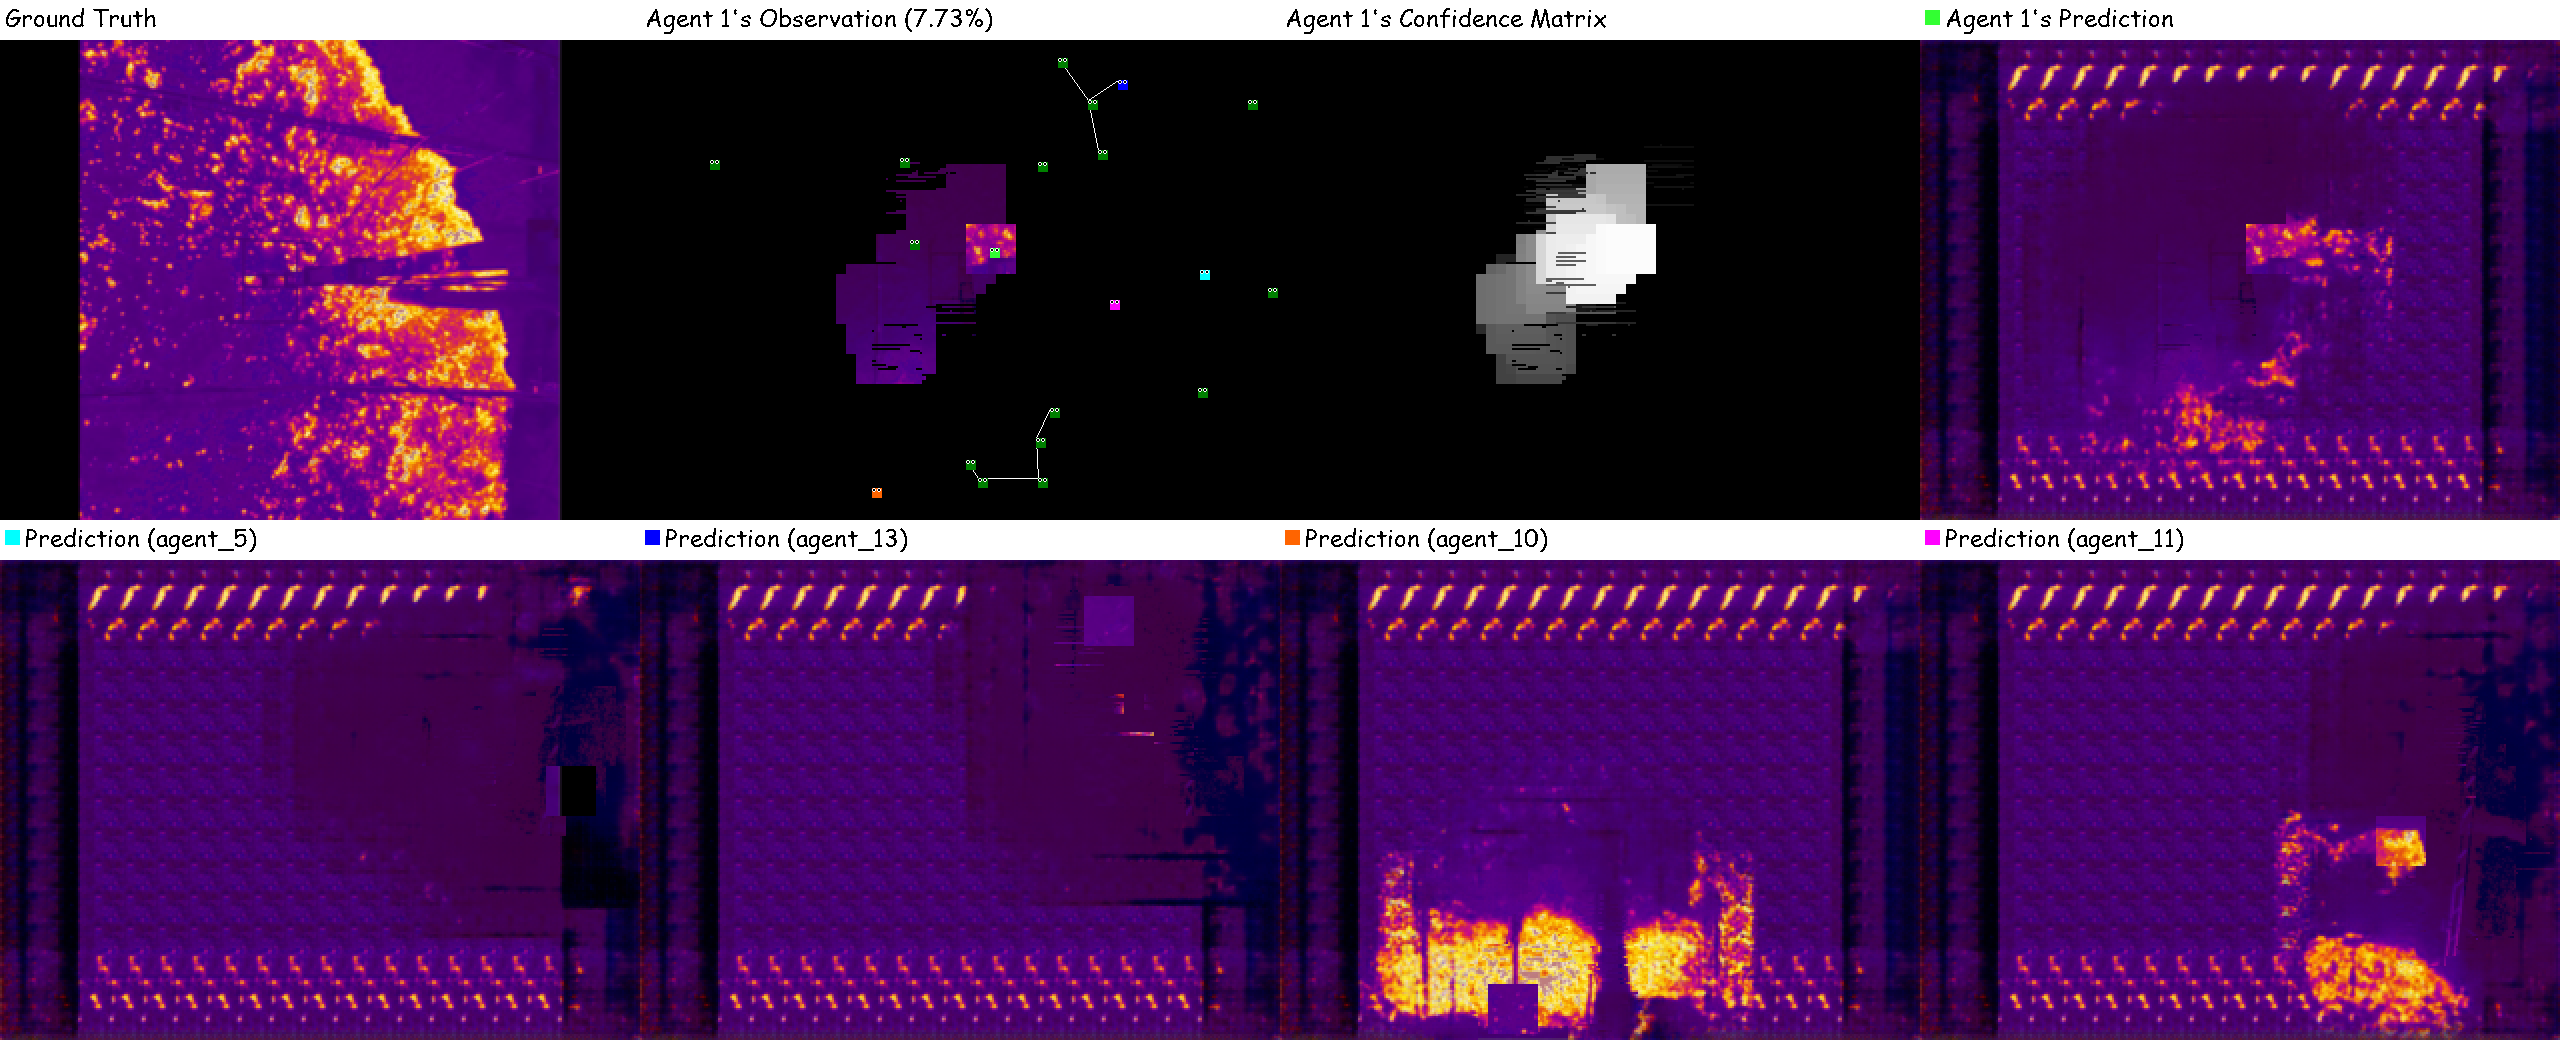 Ground Truth
Agent 1's Observation (7.73%)
Agent 1's Confidence Matrix
Agent 1's Prediction
Prediction (agent_5)
Prediction (agent_13)
Prediction (agent_10)
Prediction (agent_11)